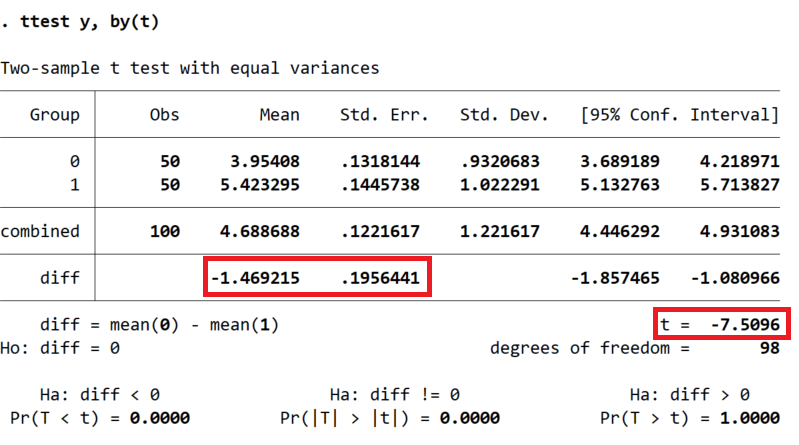 . ttest y, by(t)
Two-sample t test with equal variances
Group Obs Mean Std. Err. Std. Dev. [95% Conf. Interval]
0 50 3.95408 .1318144 .9320683 3.689189 4.218971
1 50 5.423295 .1445738 1.022291 5.132763 5.713827
combined 100 4.688688 .1221617 1.221617 4.446292 4.931083
diff -1.469215 .1956441 -1.857465 -1.080966
diff = mean(0) - mean(1) t = -7.5096
Ho: diff = 0 degrees of freedom = 98
Ha: diff < 0 Ha: diff != 0 Ha: diff > 0
Pr(T < t) = 0.0000 Pr(|T| > |t|) = 0.0000 Pr(T > t) = 1.0000